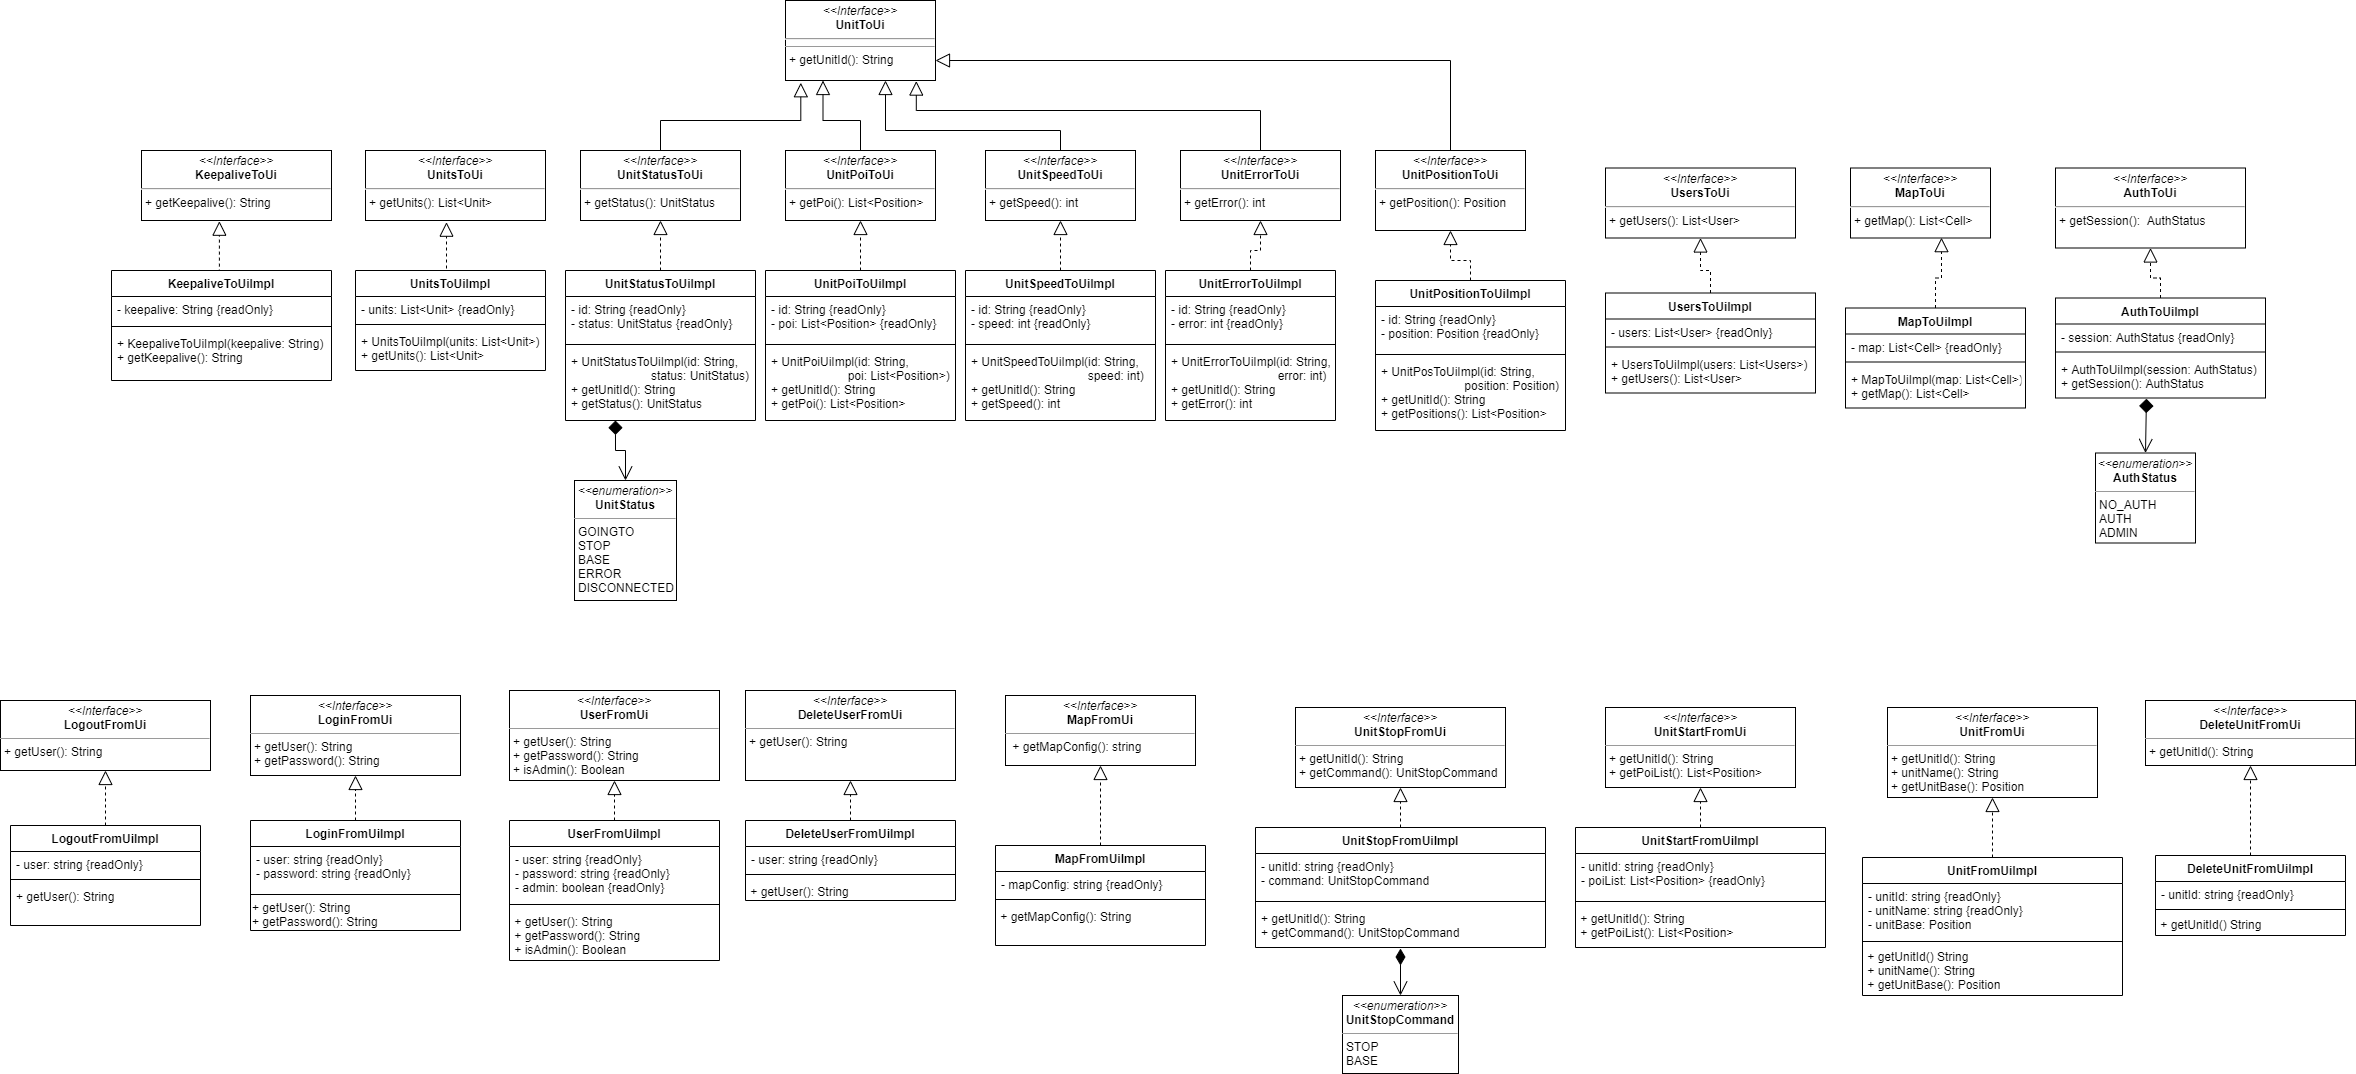 <<Interface>>
UnitToUi
+ getUnitId(): String
<<Interface>>
KeepaliveToUi
+ getKeepalive(): String
<<Interface>>
UnitsToUi
+ getUnits(): List<Unit>
<<Interface>>
UnitStatusToUi
+ getStatus(): UnitStatus
<<Interface>>
UnitPoiToUi
+ getPoi(): List<Position>
<<Interface>>
UnitSpeedToUi
+ getSpeed(): int
<<Interface>>
UnitErrorToUi
+ getError(): int
<<Interface>>
UnitPositionToUi
+ getPosition(): Position
<<Interface>>
UsersToUi
+ getUsers(): List<User>
<<Interface>>
MapToUi
+ getMap(): List<Cell>
<<Interface>>
AuthToUi
+ getSession():  AuthStatus
KeepaliveToUiImpl
- keepalive: String {readOnly}
+ KeepaliveToUiImpl(keepalive: String)
+ getKeepalive(): String
UnitsToUiImpl
- units: List<Unit> {readOnly}
+ UnitsToUiImpl(units: List<Unit>)
+ getUnits(): List<Unit>
UnitStatusToUiImpl
- id: String {readOnly}
- status: UnitStatus {readOnly}
+ UnitStatusToUiImpl(id: String,
status: UnitStatus)
+ getUnitId(): String
+ getStatus(): UnitStatus
UnitPoiToUiImpl
- id: String {readOnly}
- poi: List<Position> {readOnly}
+ UnitPoiUiImpl(id: String,
poi: List<Position>)
+ getUnitId(): String
+ getPoi(): List<Position>
UnitSpeedToUiImpl
- id: String {readOnly}
- speed: int {readOnly}
+ UnitSpeedToUiImpl(id: String,
speed: int)
+ getUnitId(): String
+ getSpeed(): int
UnitErrorToUiImpl
- id: String {readOnly}
- error: int {readOnly}
+ UnitErrorToUiImpl(id: String,
error: int)
+ getUnitId(): String
+ getError(): int
UnitPositionToUiImpl
- id: String {readOnly}
- position: Position {readOnly}
+ UnitPosToUiImpl(id: String,
position: Position)
+ getUnitId(): String
+ getPositions(): List<Position>
UsersToUiImpl
- users: List<User> {readOnly}
+ UsersToUiImpl(users: List<Users>)
+ getUsers(): List<User>
MapToUiImpl
- map: List<Cell> {readOnly}
+ MapToUiImpl(map: List<Cell>)
+ getMap(): List<Cell>
AuthToUiImpl
- session: AuthStatus {readOnly}
+ AuthToUiImpl(session: AuthStatus)
+ getSession(): AuthStatus
<<enumeration>>
UnitStatus
GOINGTO
STOP
BASE
ERROR
DISCONNECTED
<<enumeration>>
AuthStatus
NO_AUTH
AUTH
ADMIN
<<Interface>>
LogoutFromUi
+ getUser(): String
<<Interface>>
LoginFromUi
+ getUser(): String
+ getPassword(): String
<<Interface>>
UserFromUi
+ getUser(): String
+ getPassword(): String
+ isAdmin(): Boolean
<<Interface>>
DeleteUserFromUi
+ getUser(): String
<<Interface>>
MapFromUi
+ getMapConfig(): string
<<Interface>>
UnitStopFromUi
+ getUnitId(): String
+ getCommand(): UnitStopCommand
<<Interface>>
UnitStartFromUi
+ getUnitId(): String
+ getPoiList(): List<Position>
<<Interface>>
UnitFromUi
+ getUnitId(): String
+ unitName(): String
+ getUnitBase(): Position
<<Interface>>
DeleteUnitFromUi
+ getUnitId(): String
LogoutFromUiImpl
- user: string {readOnly}
+ getUser(): String
LoginFromUiImpl
- user: string {readOnly}
- password: string {readOnly}
+ getUser(): String
+ getPassword(): String
UserFromUiImpl
- user: string {readOnly}
- password: string {readOnly}
- admin: boolean {readOnly}
+ getUser(): String
+ getPassword(): String
+ isAdmin(): Boolean
DeleteUserFromUiImpl
- user: string {readOnly}
+ getUser(): String
MapFromUiImpl
- mapConfig: string {readOnly}
+ getMapConfig(): String
UnitStopFromUiImpl
- unitId: string {readOnly}
- command: UnitStopCommand
+ getUnitId(): String
+ getCommand(): UnitStopCommand
UnitStartFromUiImpl
- unitId: string {readOnly}
- poiList: List<Position> {readOnly}
+ getUnitId(): String
+ getPoiList(): List<Position>
UnitFromUiImpl
- unitId: string {readOnly}
- unitName: string {readOnly}
- unitBase: Position
+ getUnitId() String
+ unitName(): String
+ getUnitBase(): Position
DeleteUnitFromUiImpl
- unitId: string {readOnly}
+ getUnitId() String
<<enumeration>>
UnitStopCommand
STOP
BASE